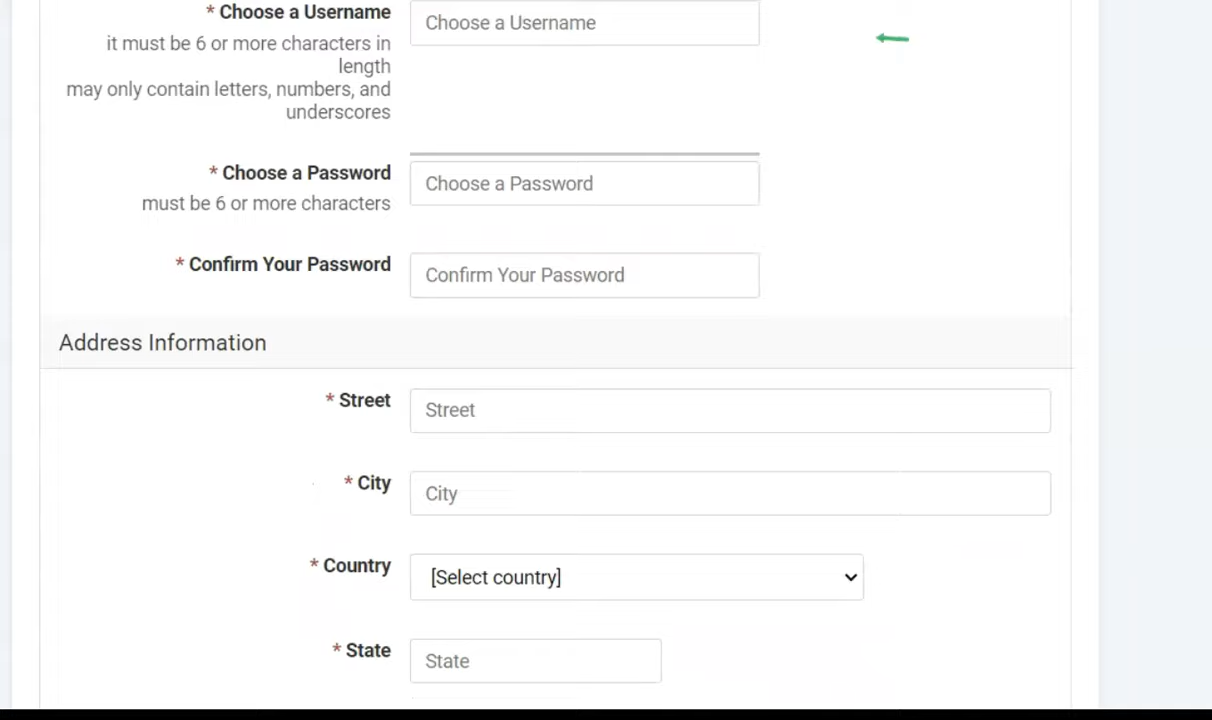 * Choose a Username
Choose a Username
it must be 6 or more characters in
length
may only contain letters, numbers, and
underscores
* Choose a Password
Choose a Password
must be 6 or more characters
* Confirm Your Password
Confirm Your Password
Address Information
* Street
Street
* City
City
* Country
[Select country]
* State
State